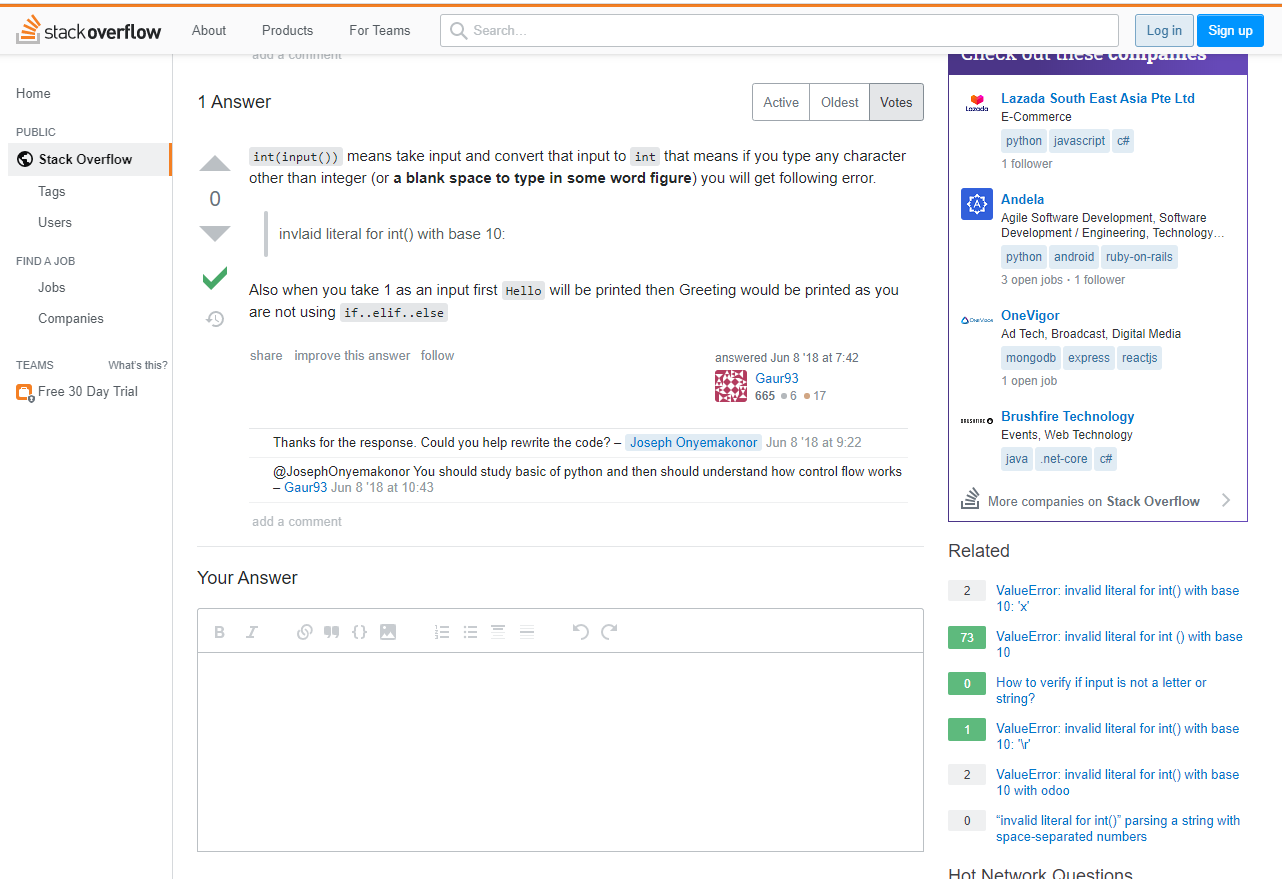 stackoverflow
About
Products
For Teams
Search...
Log in
Sign up
Home
PUBLIC
Stack Overflow
Tags
Users
FIND A JOB
Jobs
Companies
TEAMS
What's this?
Free 30 Day Trial
add a comment
1 Answer
Active
Oldest
Votes
0
int(input()) means take input and convert that input to int that means if you type any character
other than integer (or a blank space to type in some word figure) you will get following error.
invlaid literal for int() with base 10:
Also when you take 1 as an input first Hello will be printed then Greeting would be printed as you
are not using if..elif..else
share improve this answer follow
answered Jun 8 '18 at 7:42
Gaur93
665 ●6 ●17
Thanks for the response. Could you help rewrite the code? – Joseph Onyemakonor Jun 8 '18 at 9:22
@JosephOnyemakonor You should study basic of python and then should understand how control flow works
– Gaur93 Jun 8 '18 at 10:43
add a comment
Your Answer
B I
Check out these companies
Lazada
Lazada South East Asia Pte Ltd
E-Commerce
python javascript c#
1 follower
Andela
Agile Software Development, Software
Development / Engineering, Technology…
python android ruby-on-rails
3 open jobs · 1 follower
OneVigor
OneVigor
Ad Tech, Broadcast, Digital Media
mongodb express reactjs
1 open job
BRUSHFIRE
Brushfire Technology
Events, Web Technology
java .net-core c#
More companies on Stack Overflow
Related
2
ValueError: invalid literal for int() with base
10: 'x'
73
ValueError: invalid literal for int () with base
10
0
How to verify if input is not a letter or
string?
1
ValueError: invalid literal for int() with base
10: '\r'
2
ValueError: invalid literal for int() with base
10 with odoo
0
“invalid literal for int()” parsing a string with
space-separated numbers
Hot Network Questions